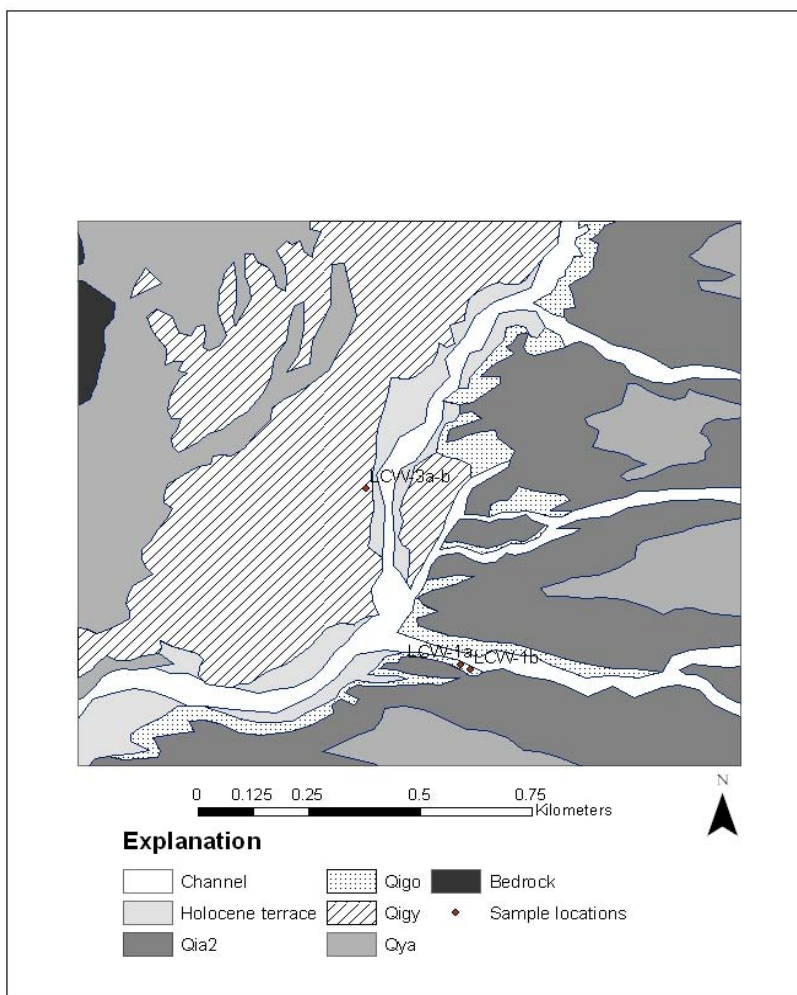 LCW-3a-b
LCW-1a
LCW-1b
N
0 0.125 0.25 0.5 0.75
Kilometers
Explanation
Channel Qigo Bedrock
Holocene terrace Qigy Sample locations
Qia2 Qya